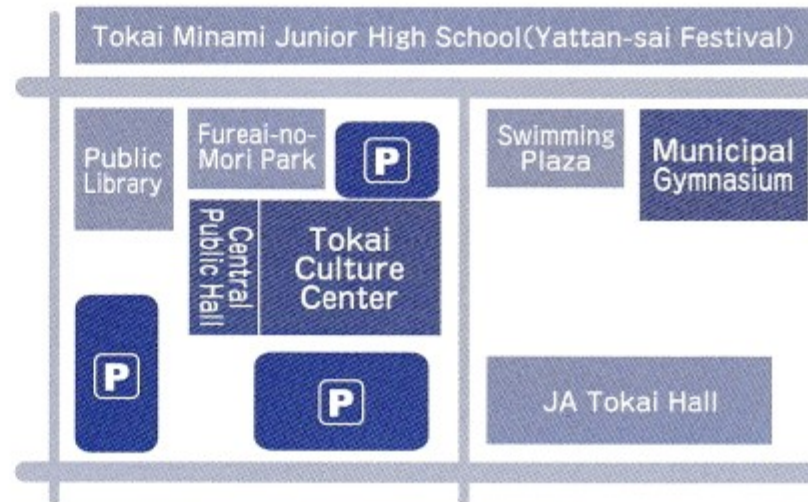 Tokai Minami Junior High School(Yattan-sai Festival)
Public
Library
Fureai-no-
Mori Park
P
Swimming
Plaza
Municipal
Gymnasium
Central
Public Hall
Tokai
Culture
Center
P
P
JA Tokai Hall